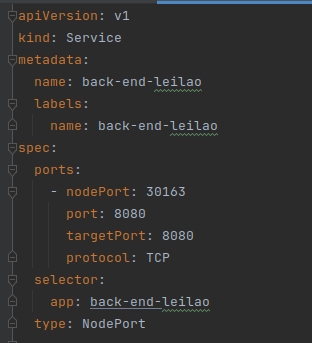 apiVersion: v1
kind: Service
metadata:
  name: back-end-leilao
  labels:
    name: back-end-leilao
spec:
  ports:
    - nodePort: 30163
      port: 8080
      targetPort: 8080
      protocol: TCP
  selector:
    app: back-end-leilao
  type: NodePort